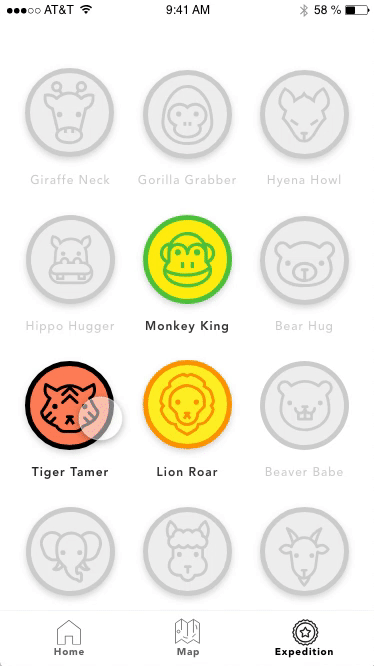 AT&T 9:41 AM 58 %
Giraffe Neck Gorilla Grabber Hyena Howl
Hippo Hugger Monkey King Bear Hug
Tiger Tamer Lion Roar Beaver Babe
Home Map Expedition